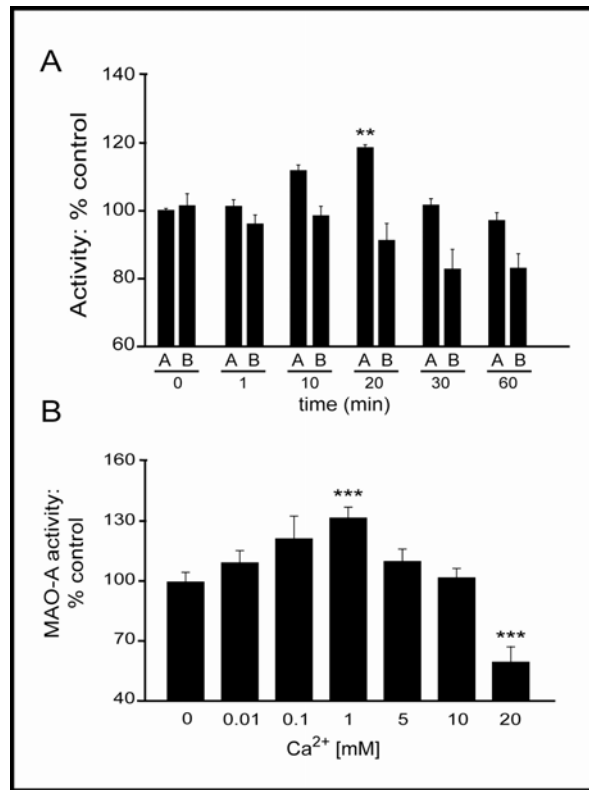 A
140
**
120
100
80
60
Activity: % control
A B A B A B A B A B A B
0 1 10 20 30 60
time (min)
B
160
***
130
100
***
70
40
MAO-A activity:
% control
0 0.01 0.1 1 5 10 20
Ca²⁺ [mM]